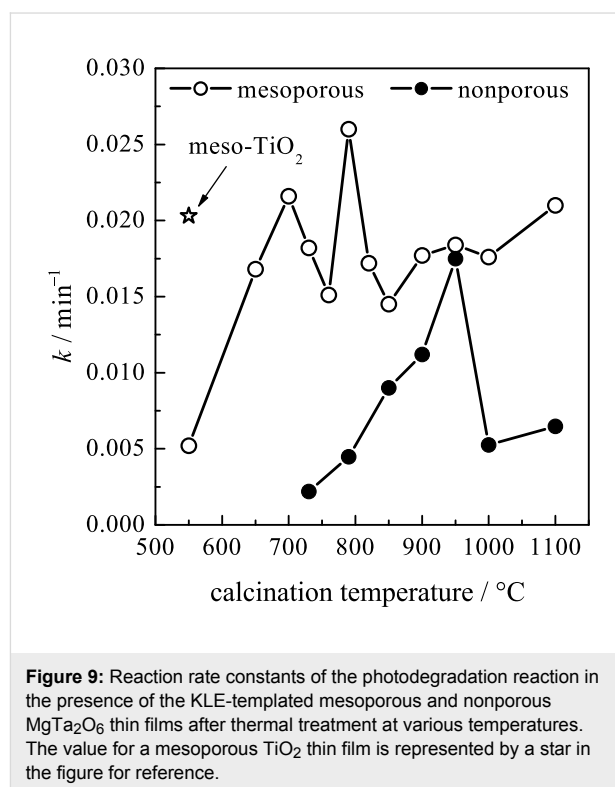 0.030
mesoporous nonporous
0.025
meso-TiO₂
0.020
0.015
k / min⁻¹
0.010
0.005
0.000
500 600 700 800 900 1000 1100
calcination temperature / °C
Figure 9: Reaction rate constants of the photodegradation reaction in
the presence of the KLE-templated mesoporous and nonporous
MgTa₂O₆ thin films after thermal treatment at various temperatures.
The value for a mesoporous TiO₂ thin film is represented by a star in
the figure for reference.